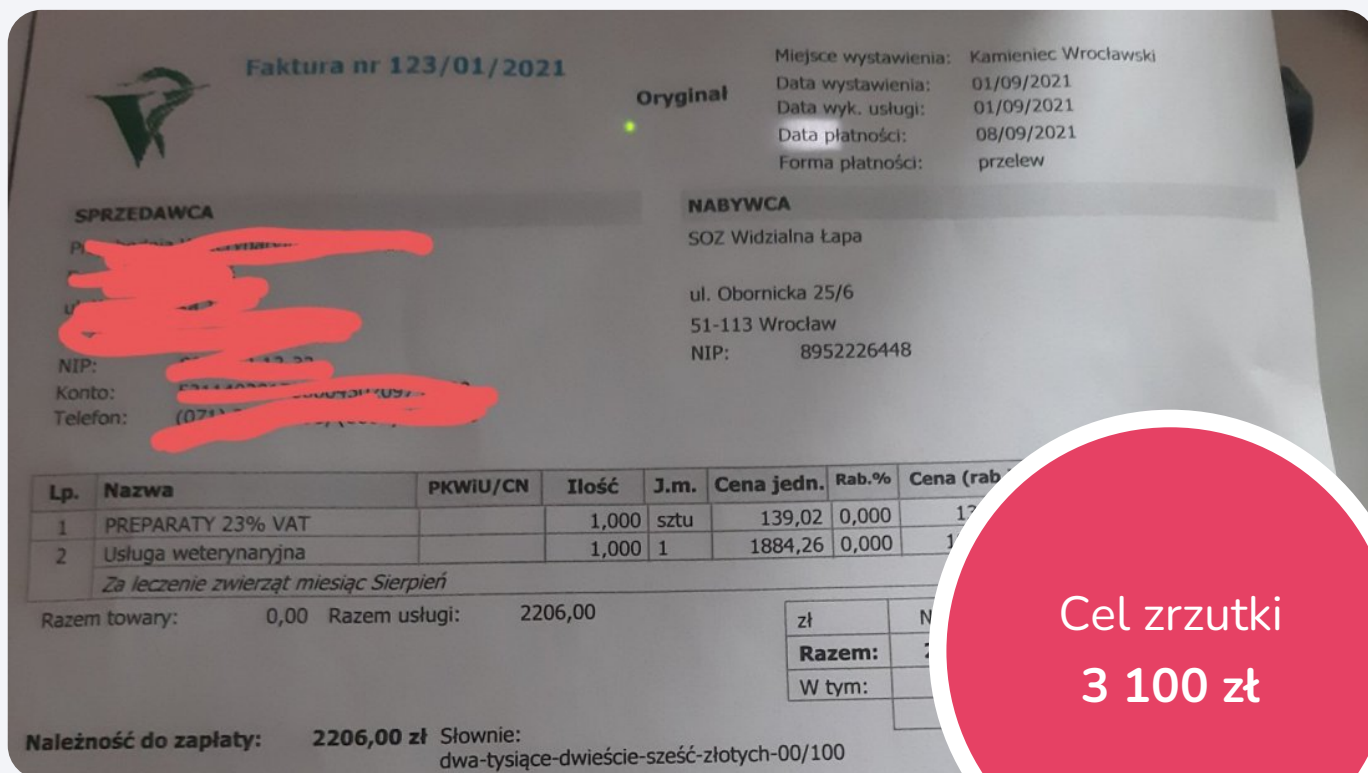 Faktura nr 123/01/2021
Oryginał
Miejsce wystawienia: Kamieniec Wrocławski
Data wystawienia: 01/09/2021
Data wyk. usługi: 01/09/2021
Data płatności: 08/09/2021
Forma płatności: przelew
SPRZEDAWCA
NIP:
Konto:
Telefon: (071)
NABYWCA
SOZ Widzialna Łapa
ul. Obornicka 25/6
51-113 Wrocław
NIP: 8952226448
Lp. Nazwa PKWiU/CN Ilość J.m. Cena jedn. Rab.% Cena (rab.
1 PREPARATY 23% VAT 1,000 sztu 139,02 0,000
2 Usługa weterynaryjna 1,000 1 1884,26 0,000
Za leczenie zwierząt miesiąc Sierpień
Razem towary: 0,00 Razem usługi: 2206,00
zł
Razem:
W tym:
Należność do zapłaty: 2206,00 zł Słownie:
dwa-tysiące-dwieście-sześć-złotych-00/100
Cel zrzutki
3 100 zł